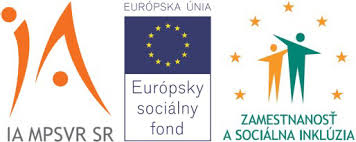 IA MPSVR SR
EURÓPSKA ÚNIA
Európsky
sociálny
fond
ZAMESTNANOSŤ
A SOCIÁLNA INKLÚZIA